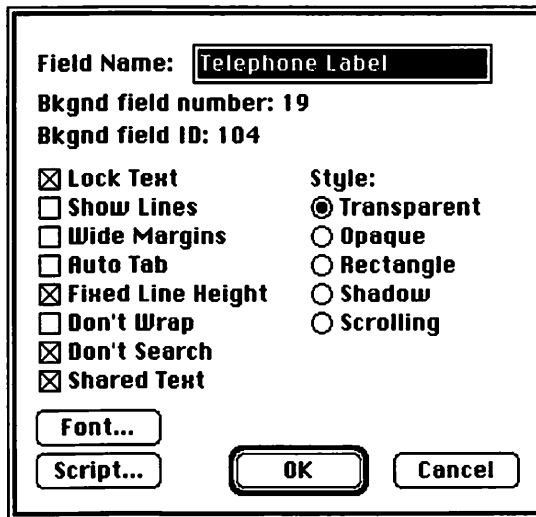 Field Name: Telephone Label
Bkgnd field number: 19
Bkgnd field ID: 104
Lock Text
Show Lines
Wide Margins
Auto Tab
Fixed Line Height
Don't Wrap
Don't Search
Shared Text
Style:
Transparent
Opaque
Rectangle
Shadow
Scrolling
Font...
Script...
OK
Cancel